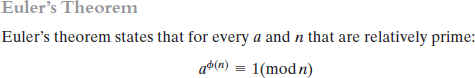 Euler’s Theorem
Euler’s theorem states that for every a and n that are relatively prime:
a^ϕ(n) ≡ 1(mod n)